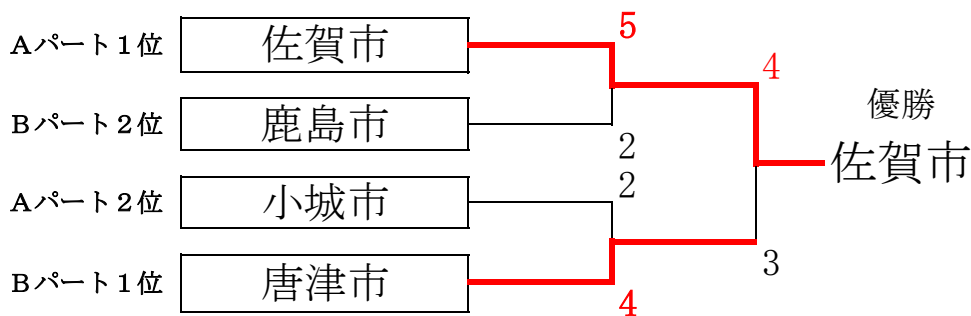 Aパート1位 佐賀市 5
4
Bパート2位 鹿島市 2
優勝
佐賀市
Aパート2位 小城市 2
3
Bパート1位 唐津市 4